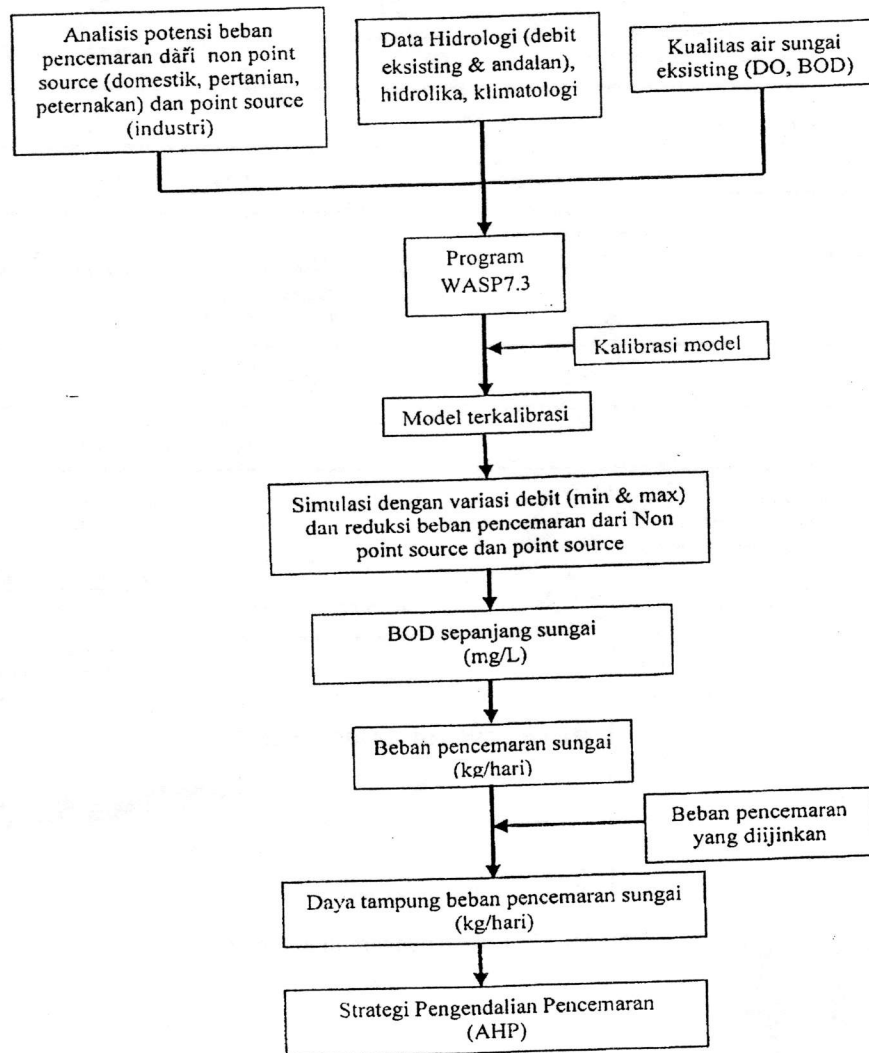 Analisis potensi beban
pencemaran dari non point
source (domestik, pertanian,
peternakan) dan point source
(industri)
Data Hidrologi (debit
eksisting & andalan),
hidrolika, klimatologi
Kualitas air sungai
eksisting (DO, BOD)
Program
WASP7.3
Kalibrasi model
Model terkalibrasi
Simulasi dengan variasi debit (min & max)
dan reduksi beban pencemaran dari Non
point source dan point source
BOD sepanjang sungai
(mg/L)
Beban pencemaran sungai
(kg/hari)
Beban pencemaran
yang diijinkan
Daya tampung beban pencemaran sungai
(kg/hari)
Strategi Pengendalian Pencemaran
(AHP)